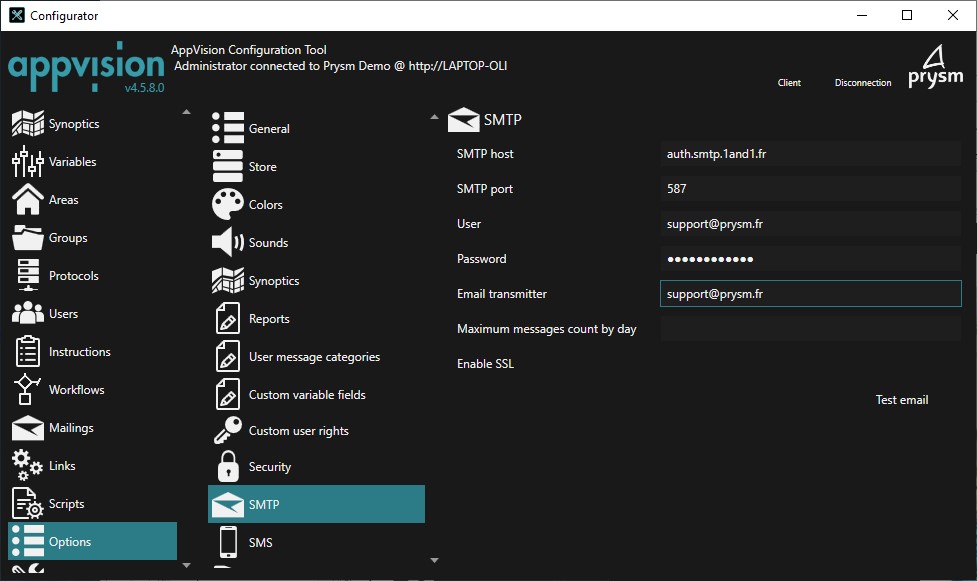 Configurator
appvision
v4.5.8.0
AppVision Configuration Tool
Administrator connected to Prysm Demo @ http://LAPTOP-OLI
Client
Disconnection
prysm
Synoptics
Variables
Areas
Groups
Protocols
Users
Instructions
Workflows
Mailings
Links
Scripts
Options
General
Store
Colors
Sounds
Synoptics
Reports
User message categories
Custom variable fields
Custom user rights
Security
SMTP
SMS
SMTP
SMTP host auth.smtp.1and1.fr
SMTP port 587
User support@prysm.fr
Password ●●●●●●●●●●●●
Email transmitter support@prysm.fr
Maximum messages count by day
Enable SSL
Test email